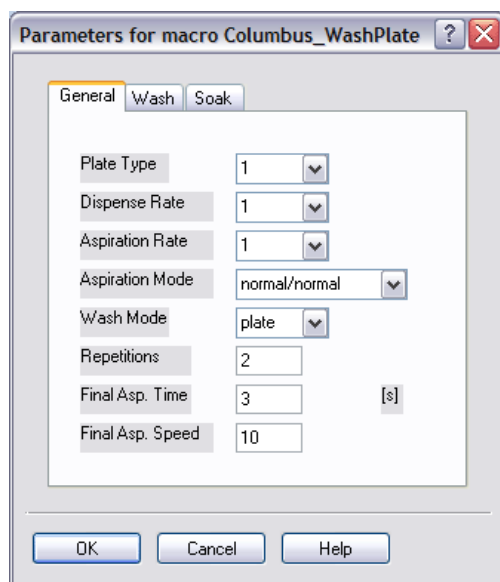 Parameters for macro Columbus_WashPlate ?
General Wash Soak
Plate Type 1
Dispense Rate 1
Aspiration Rate 1
Aspiration Mode normal/normal
Wash Mode plate
Repetitions 2
Final Asp. Time 3 [s]
Final Asp. Speed 10
OK Cancel Help